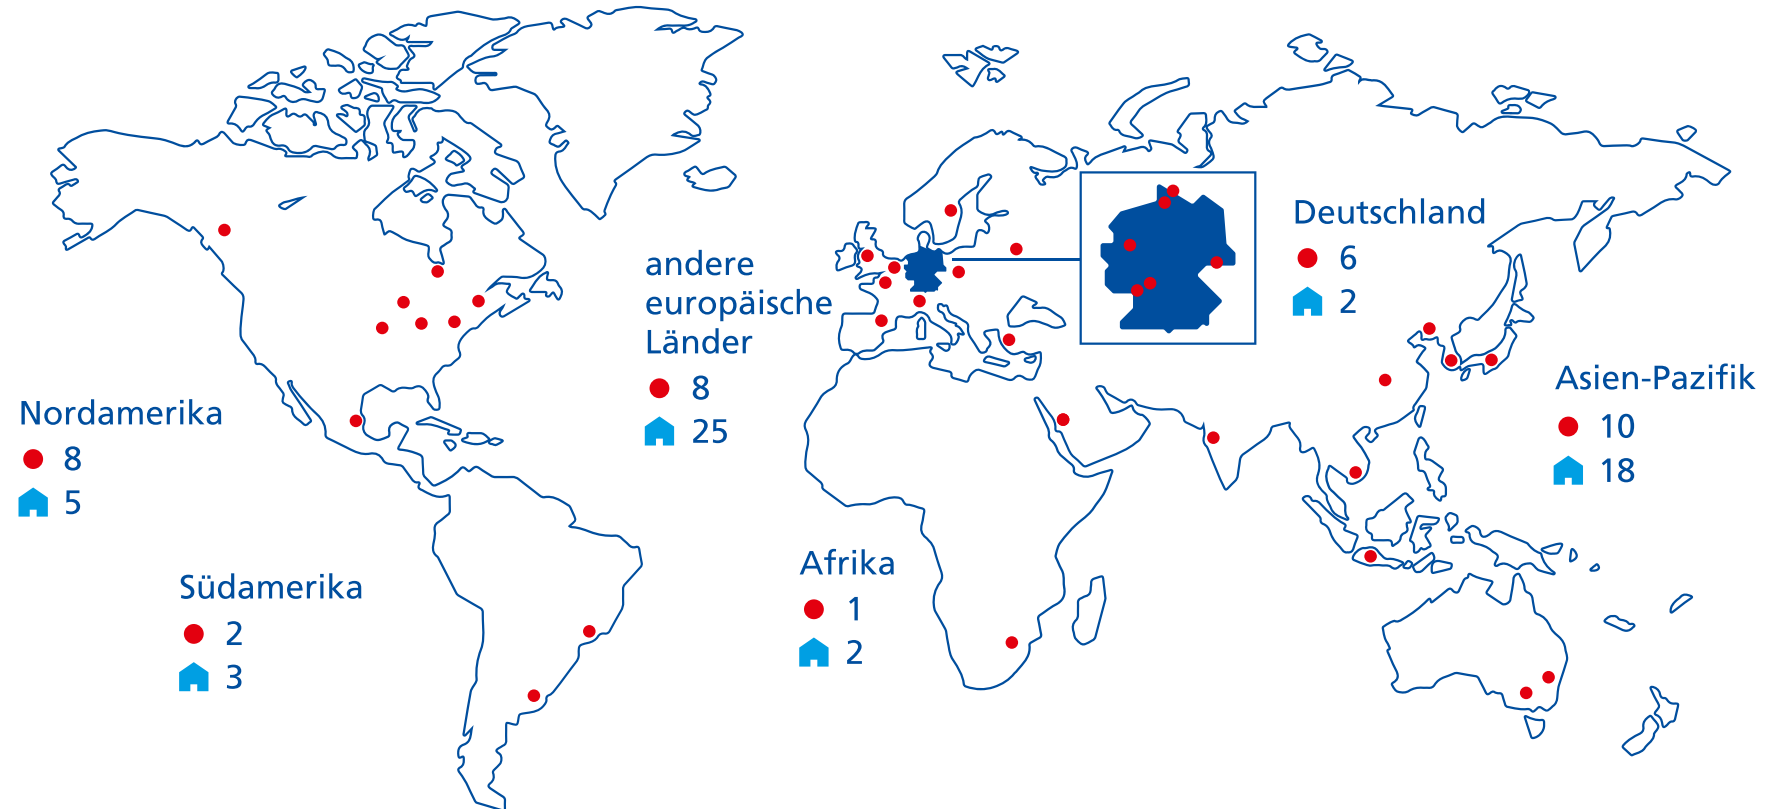 Nordamerika
8
5
Südamerika
2
3
andere
europäische
Länder
8
25
Afrika
1
2
Deutschland
6
2
Asien-Pazifik
10
18